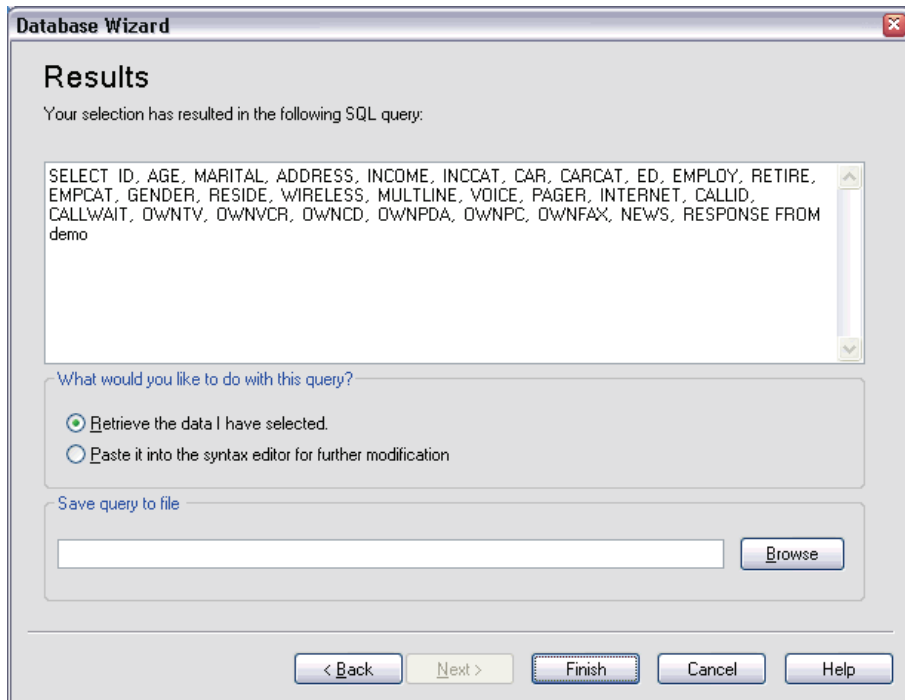 Database Wizard
Results
Your selection has resulted in the following SQL query:
SELECT ID, AGE, MARITAL, ADDRESS, INCOME, INCCAT, CAR, CARCAT, ED, EMPLOY, RETIRE,
EMPCAT, GENDER, RESIDE, WIRELESS, MULTLINE, VOICE, PAGER, INTERNET, CALLID,
CALLWAIT, OWNTV, OWNVCR, OWNCD, OWNPDA, OWNPC, OWNFAX, NEWS, RESPONSE FROM
demo
What would you like to do with this query?
Retrieve the data I have selected.
Paste it into the syntax editor for further modification
Save query to file
Browse
< Back Next > Finish Cancel Help